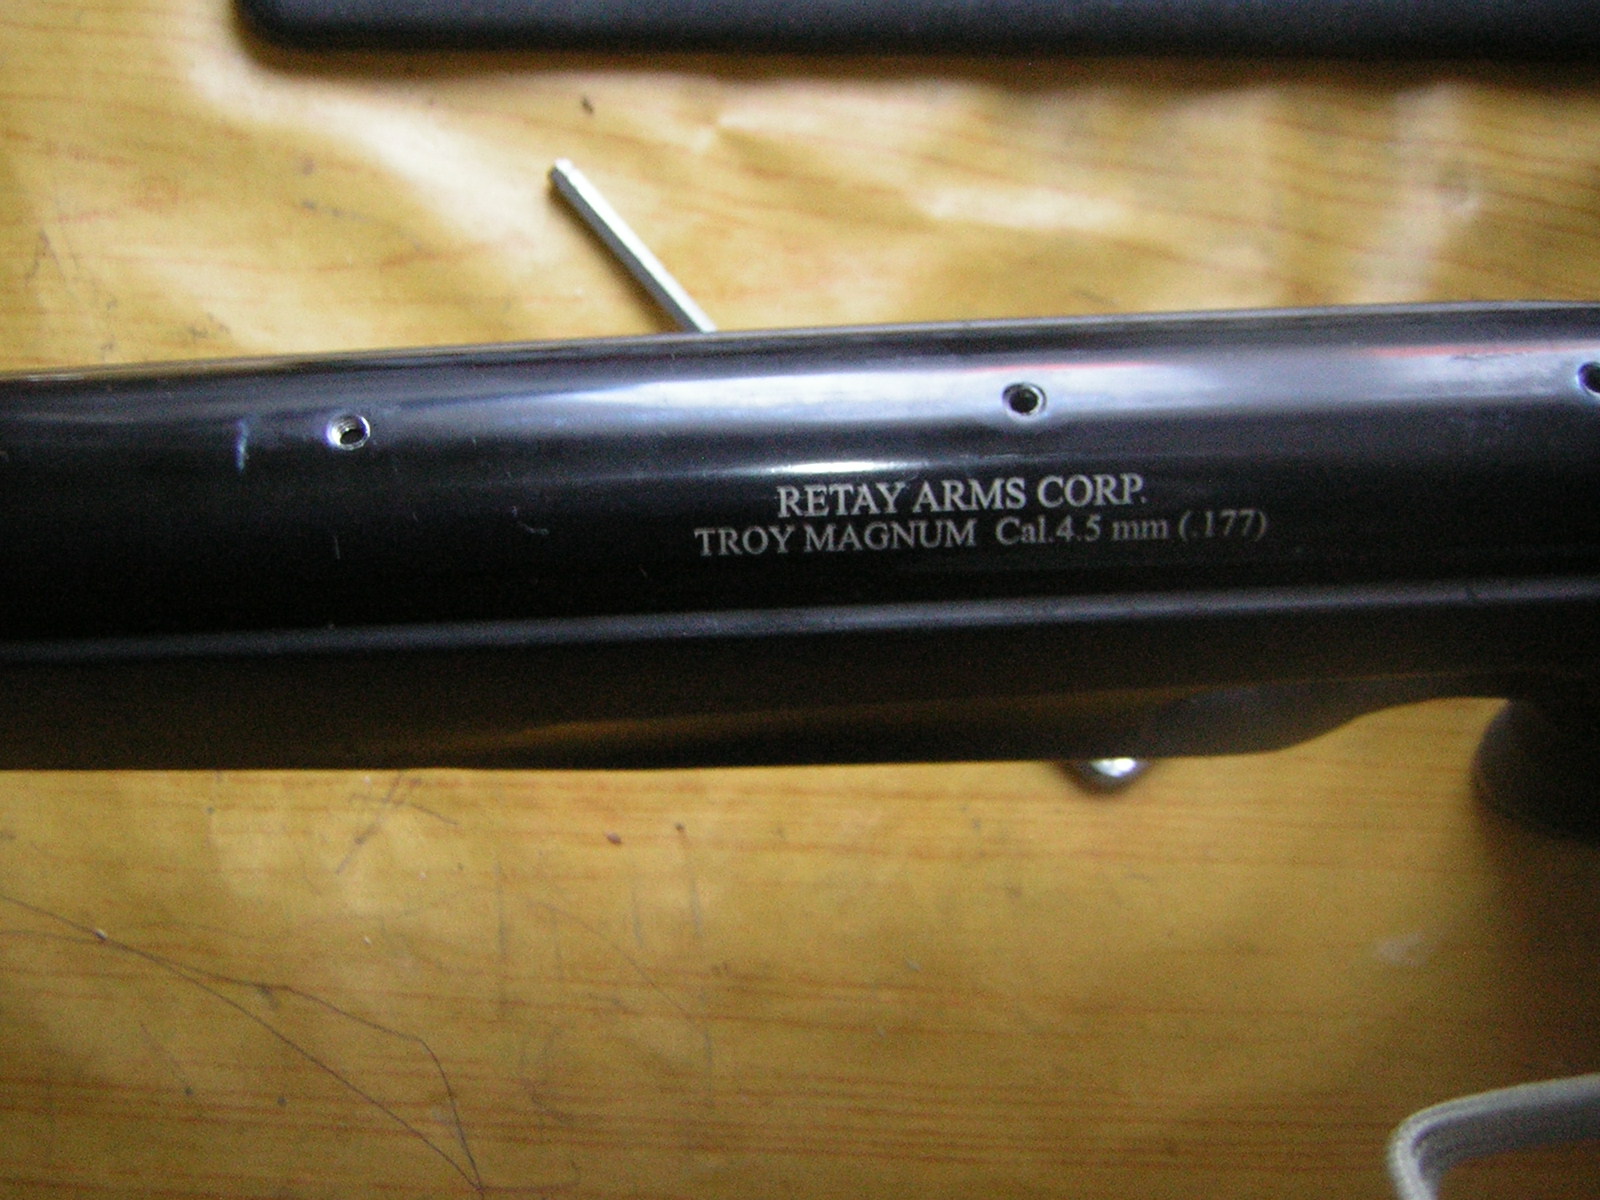 RETAY ARMS CORP.
TROY MAGNUM Cal.4.5 mm (.177)